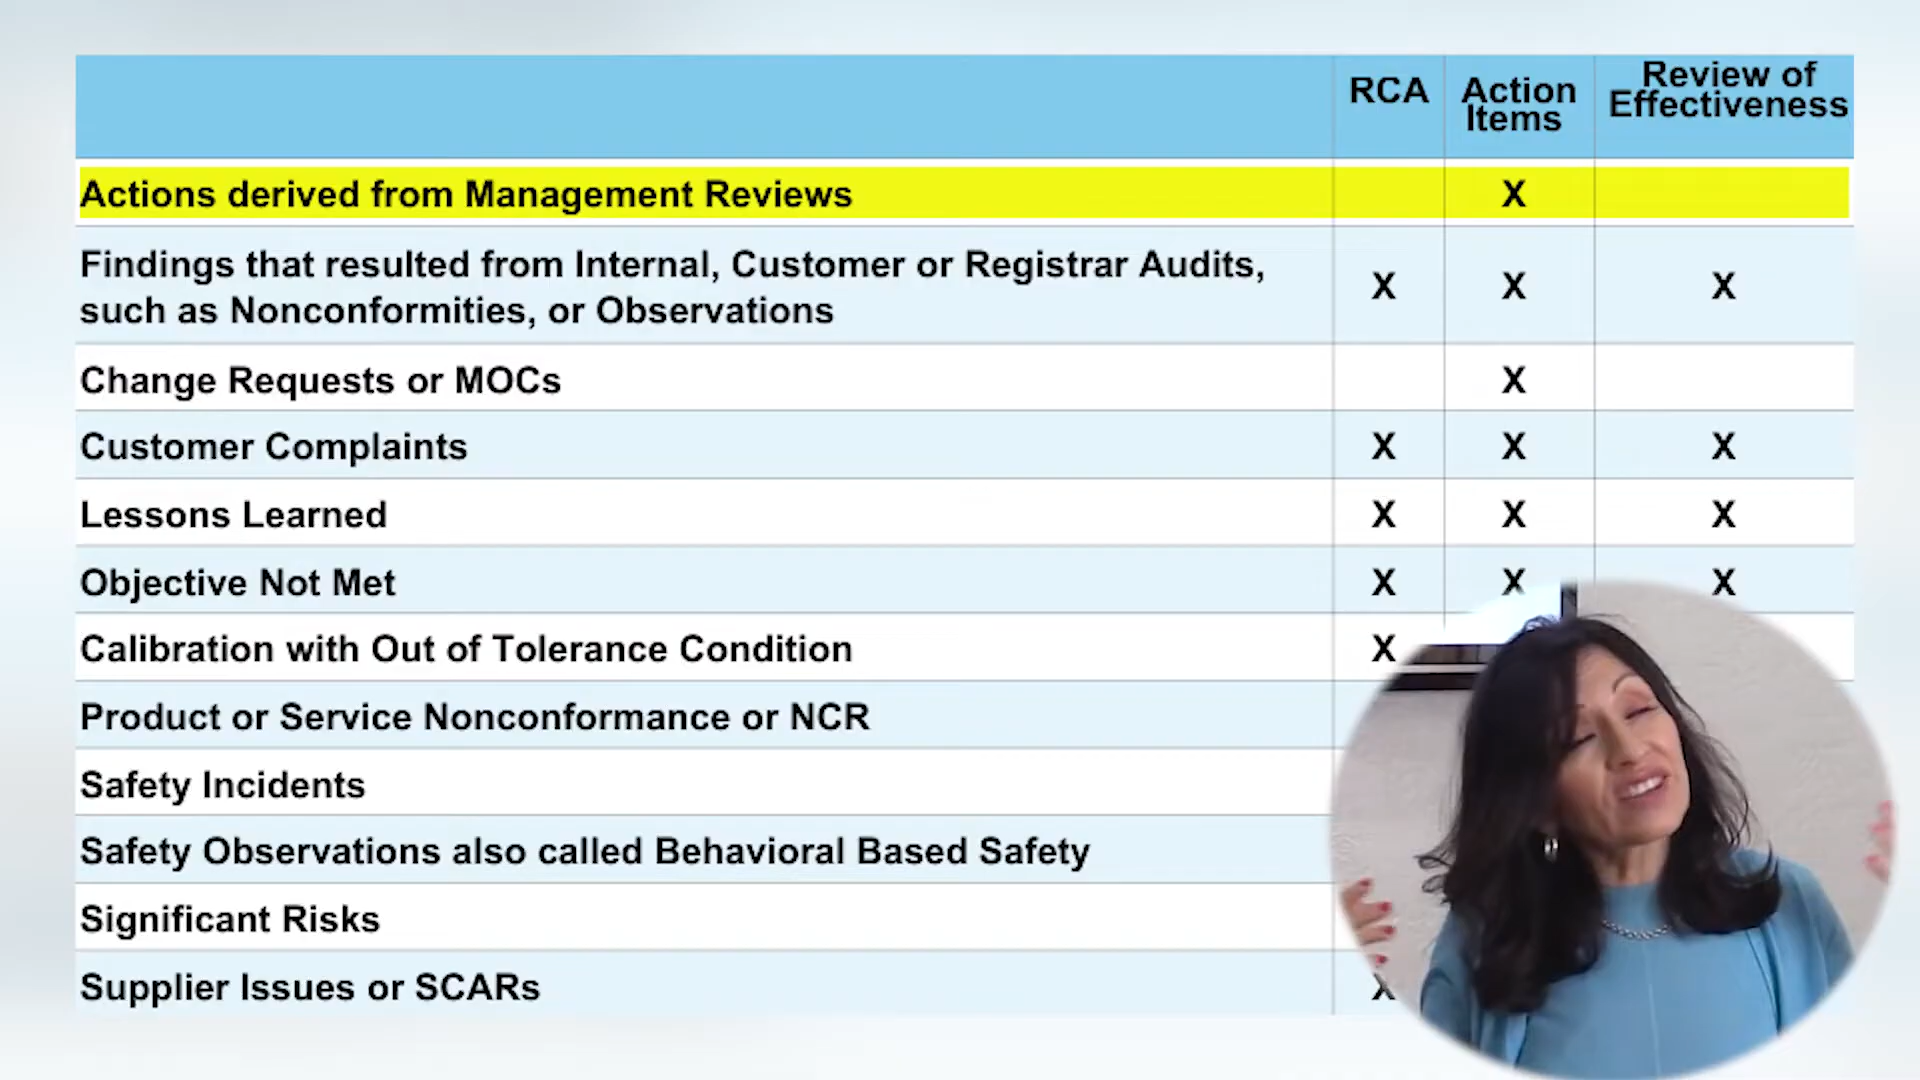 RCA
Action
Items
Review of
Effectiveness
Actions derived from Management Reviews X
Findings that resulted from Internal, Customer or Registrar Audits,
such as Nonconformities, or Observations
X X X
Change Requests or MOCs X
Customer Complaints X X X
Lessons Learned X X X
Objective Not Met X X X
Calibration with Out of Tolerance Condition X
Product or Service Nonconformance or NCR
Safety Incidents
Safety Observations also called Behavioral Based Safety
Significant Risks
Supplier Issues or SCARs X